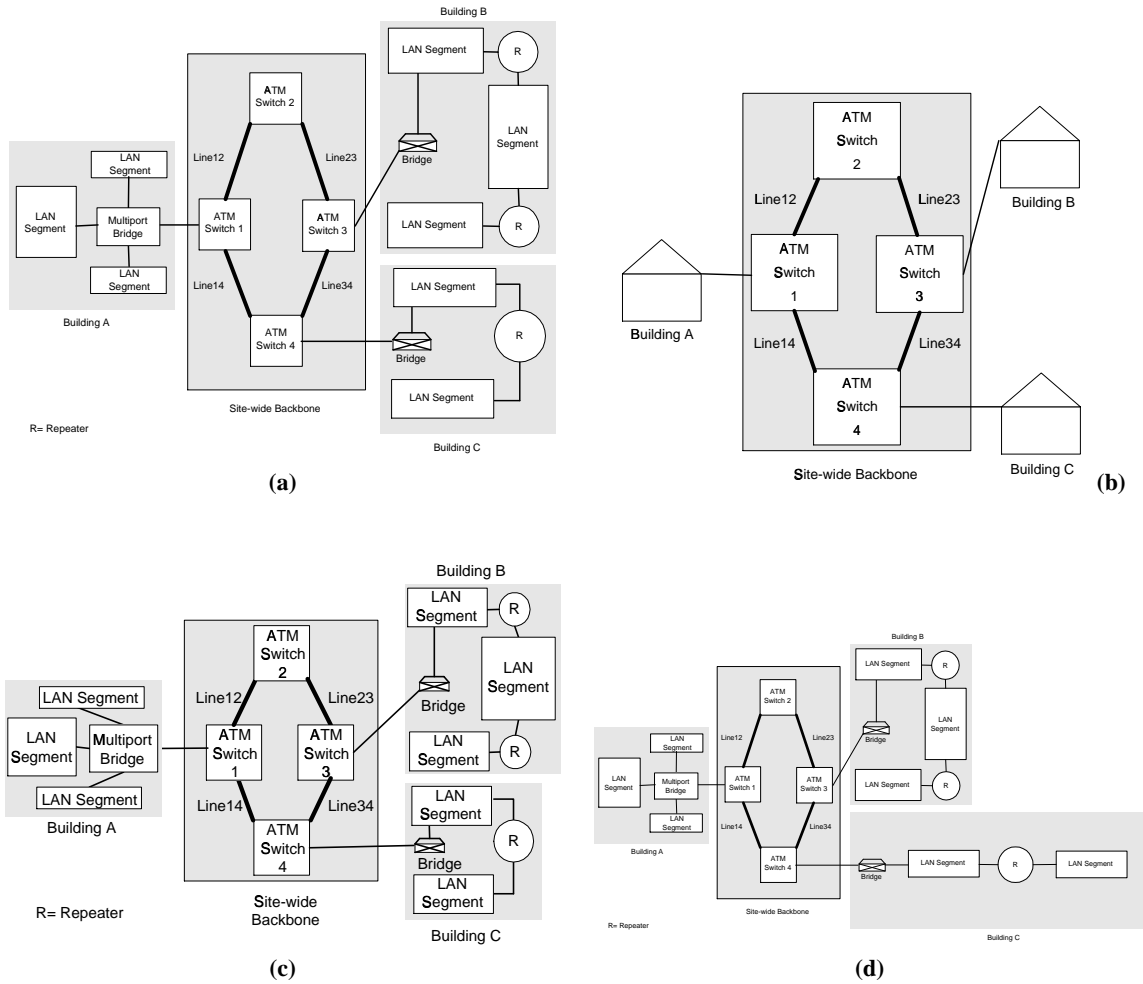 Building B
LAN Segment
R
ATM
Switch 2
LAN
Segment
Bridge
Line12
Line23
LAN
Segment
LAN
Segment
Multiport
Bridge
LAN
Segment
ATM
Switch 1
ATM
Switch 3
LAN Segment
R
Line14
Line34
LAN Segment
R
Building A
ATM
Switch 4
Bridge
LAN Segment
Site-wide Backbone
R= Repeater
Building C
(a)
ATM
Switch
2
Line12
Line23
Building B
ATM
Switch
1
ATM
Switch
3
Building A
Line14
Line34
ATM
Switch
4
Building C
Site-wide Backbone
(b)
Building B
LAN
Segment
R
ATM
Switch
2
LAN
Segment
Line12
Line23
Bridge
LAN Segment
LAN
Segment
Multiport
Bridge
ATM
Switch
1
ATM
Switch
3
LAN
Segment
R
LAN Segment
Line14
Line34
Building A
LAN
Segment
R
ATM
Switch
4
Bridge
LAN
Segment
R= Repeater
Site-wide
Backbone
Building C
(c)
Building B
LAN Segment
R
ATM
Switch 2
LAN
Segment
Line12
Line23
Bridge
LAN
Segment
LAN
Segment
Multiport
Bridge
LAN
Segment
ATM
Switch 1
ATM
Switch 3
LAN Segment
R
Line14
Line34
Building A
ATM
Switch 4
Bridge
LAN Segment
R
LAN Segment
Site-wide Backbone
R= Repeater
Building C
(d)